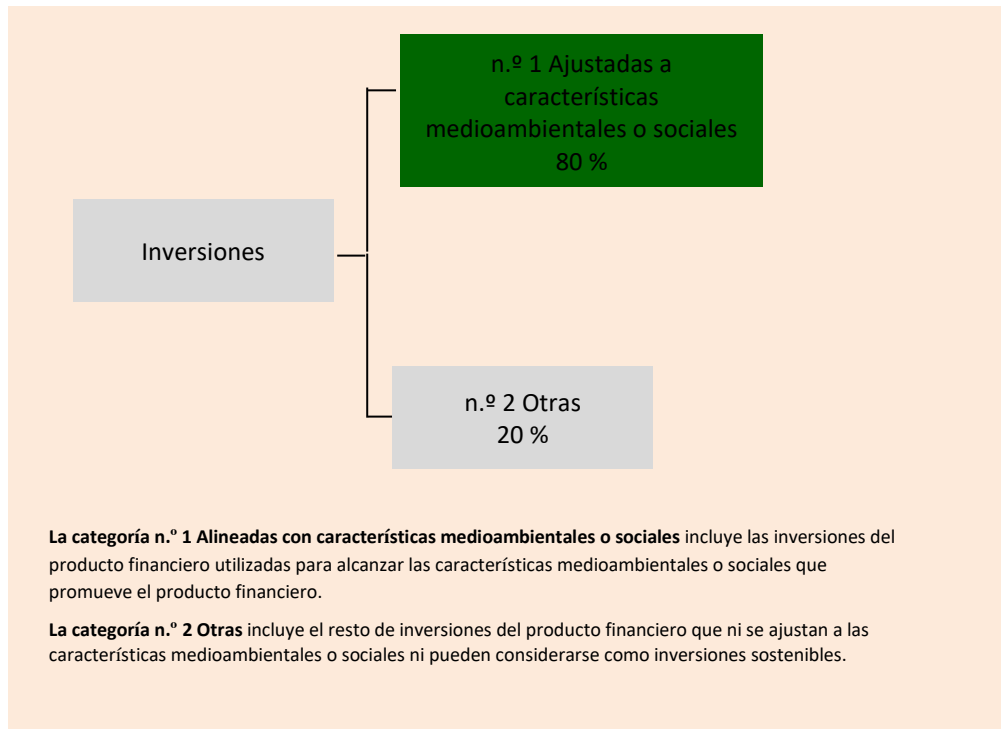 n.º 1 Ajustadas a
características
medioambientales o sociales
80 %
Inversiones
n.º 2 Otras
20 %
La categoría n.º 1 Alineadas con características medioambientales o sociales incluye las inversiones del
producto financiero utilizadas para alcanzar las características medioambientales o sociales que
promueve el producto financiero.
La categoría n.º 2 Otras incluye el resto de inversiones del producto financiero que ni se ajustan a las
características medioambientales o sociales ni pueden considerarse como inversiones sostenibles.